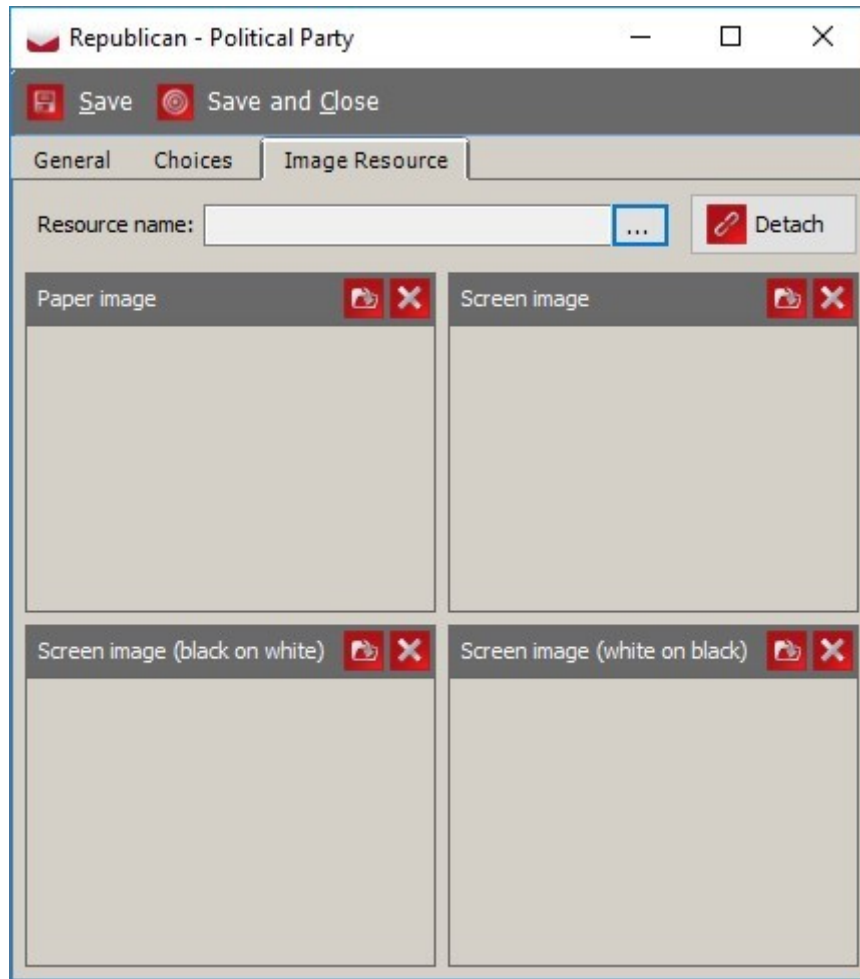 Republican - Political Party
Save Save and Close
General Choices Image Resource
Resource name: ... Detach
Paper image
Screen image
Screen image (black on white)
Screen image (white on black)